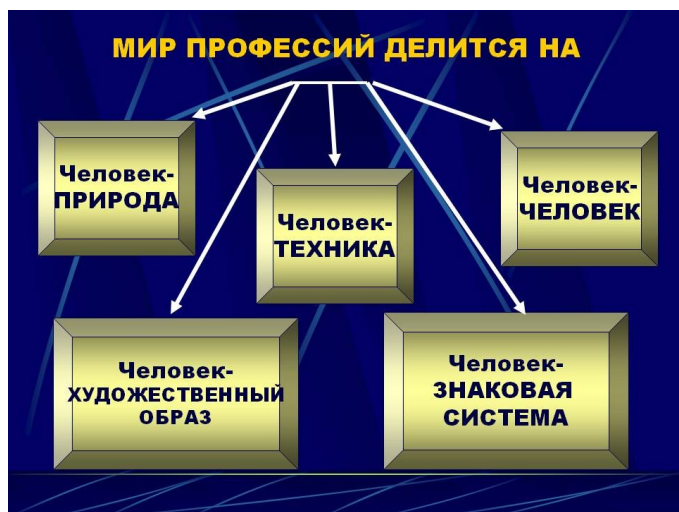 МИР ПРОФЕССИЙ ДЕЛИТСЯ НА
Человек-
ПРИРОДА
Человек-
ТЕХНИКА
Человек-
ЧЕЛОВЕК
Человек-
ХУДОЖЕСТВЕННЫЙ
ОБРАЗ
Человек-
ЗНАКОВАЯ
СИСТЕМА